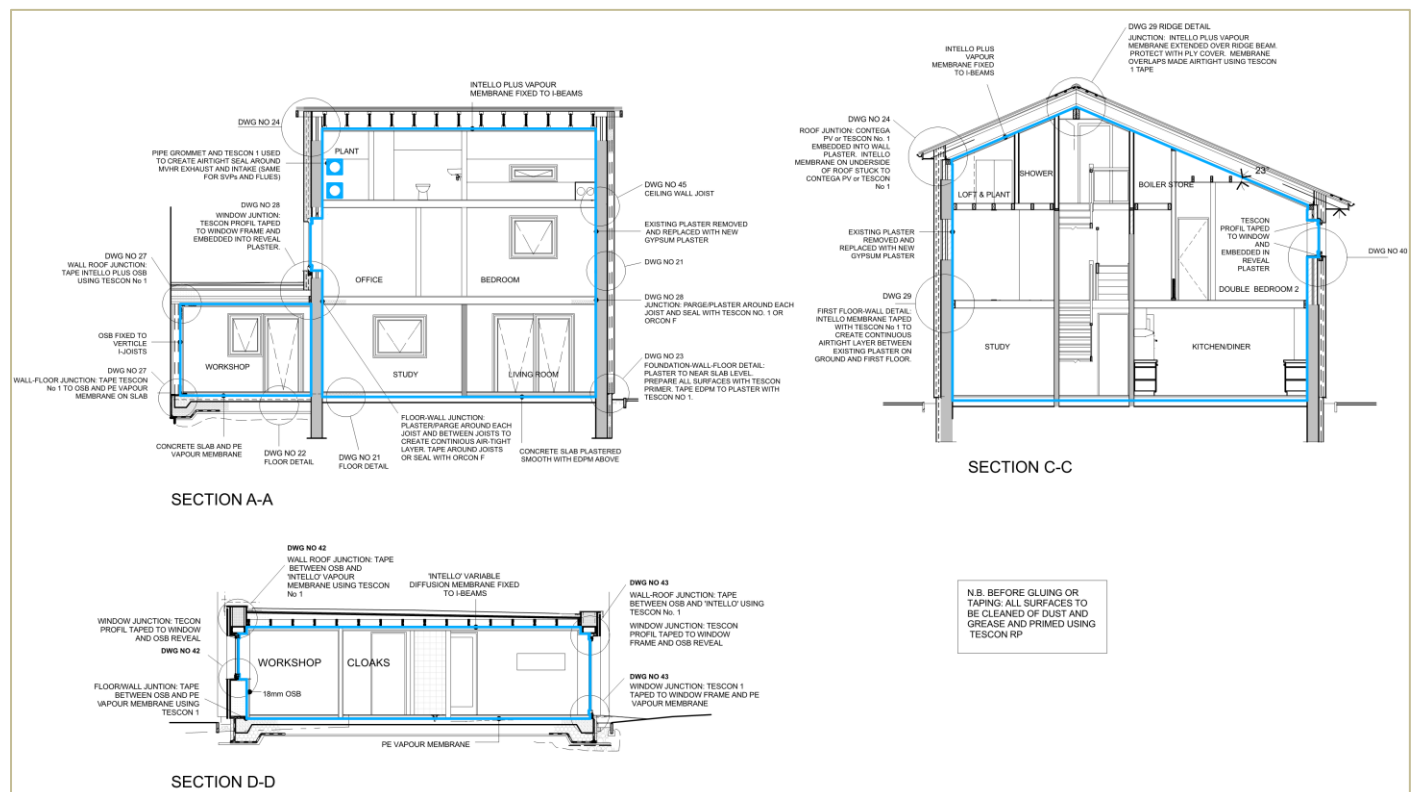 INTELLO PLUS VAPOUR
MEMBRANE FIXED TO I-BEAMS
DWG NO 24
PIPE GROMMET AND TESCON 1 USED
TO CREATE AIRTIGHT SEAL AROUND
MVHR EXHAUST AND INTAKE (SAME
FOR SVPs AND FLUES)
DWG NO 28
WINDOW JUNTION:
TESCON PROFIL TAPED
TO WINDOW FRAME AND
EMBEDDED INTO REVEAL
PLASTER.
DWG NO 27
WALL ROOF JUNCTION:
TAPE INTELLO PLUS OSB
USING TESCON No 1
OSB FIXED TO
VERTICLE
I-JOISTS
DWG NO 27
WALL-FLOOR JUNCTION: TAPE TESCON
No 1 TO OSB AND PE VAPOUR
MEMBRANE ON SLAB
CONCRETE SLAB AND PE
VAPOUR MEMBRANE
DWG NO 22
FLOOR DETAIL
DWG NO 21
FLOOR DETAIL
FLOOR-WALL JUNCTION:
PLASTER/PARGE AROUND EACH
JOIST AND BETWEEN JOISTS TO
CREATE CONTINIOUS AIR-TIGHT
LAYER. TAPE AROUND JOISTS
OR SEAL WITH ORCON F
CONCRETE SLAB PLASTERED
SMOOTH WITH EDPM ABOVE
PLANT
OFFICE
BEDROOM
WORKSHOP
STUDY
LIVING ROOM
DWG NO 45
CEILING WALL JOIST
EXISTING PLASTER REMOVED
AND REPLACED WITH NEW
GYPSUM PLASTER
DWG NO 21
DWG NO 28
JUNCTION: PARGE/PLASTER AROUND EACH
JOIST AND SEAL WITH TESCON NO. 1 OR
ORCON F
DWG NO 23
FOUNDATION-WALL-FLOOR DETAIL:
PLASTER TO NEAR SLAB LEVEL.
PREPARE ALL SURFACES WITH TESCON
PRIMER. TAPE EDPM TO PLASTER WITH
TESCON NO 1.
SECTION A-A
DWG 29 RIDGE DETAIL
JUNCTION: INTELLO PLUS VAPOUR
MEMBRANE EXTENDED OVER RIDGE BEAM.
PROTECT WITH PLY COVER. MEMBRANE
OVERLAPS MADE AIRTIGHT USING TESCON
1 TAPE
INTELLO PLUS
VAPOUR
MEMBRANE FIXED
TO I-BEAMS
DWG NO 24
ROOF JUNTION: CONTEGA
PV or TESCON No. 1
EMBEDDED INTO WALL
PLASTER. INTELLO
MEMBRANE ON UNDERSIDE
OF ROOF STUCK TO
CONTEGA PV or TESCON
No 1
EXISTING PLASTER
REMOVED AND
REPLACED WITH NEW
GYPSUM PLASTER
DWG 29
FIRST FLOOR-WALL DETAIL:
INTELLO MEMBRANE TAPED
WITH TESCON No 1 TO
CREATE CONTINUOUS
AIRTIGHT LAYER BETWEEN
EXISTING PLASTER ON
GROUND AND FIRST FLOOR.
LOFT & PLANT
SHOWER
BOILER STORE
23°
TESCON
PROFIL TAPED
TO WINDOW
AND
EMBEDDED IN
REVEAL
PLASTER
DWG NO 40
DOUBLE BEDROOM 2
STUDY
KITCHEN/DINER
SECTION C-C
DWG NO 42
WALL ROOF JUNCTION: TAPE
BETWEEN OSB AND
'INTELLO' VAPOUR
MEMBRANE USING TESCON
No 1
'INTELLO' VARIABLE
DIFFUSION MEMBRANE FIXED
TO I-BEAMS
WINDOW JUNCTION: TECON
PROFIL TAPED TO WINDOW
AND OSB REVEAL
DWG NO 42
FLOOR/WALL JUNTION: TAPE
BETWEEN OSB AND PE
VAPOUR MEMBRANE USING
TESCON 1
WORKSHOP
CLOAKS
18mm OSB
PE VAPOUR MEMBRANE
DWG NO 43
WALL-ROOF JUNCTION: TAPE
BETWEEN OSB AND 'INTELLO' USING
TESCON No. 1
WINDOW JUNCTION: TESCON
PROFIL TAPED TO WINDOW
FRAME AND OSB REVEAL
DWG NO 43
WINDOW JUNCTION: TESCON 1
TAPED TO WINDOW FRAME AND PE
VAPOUR MEMBRANE
SECTION D-D
N.B. BEFORE GLUING OR
TAPING: ALL SURFACES TO
BE CLEANED OF DUST AND
GREASE AND PRIMED USING
TESCON RP